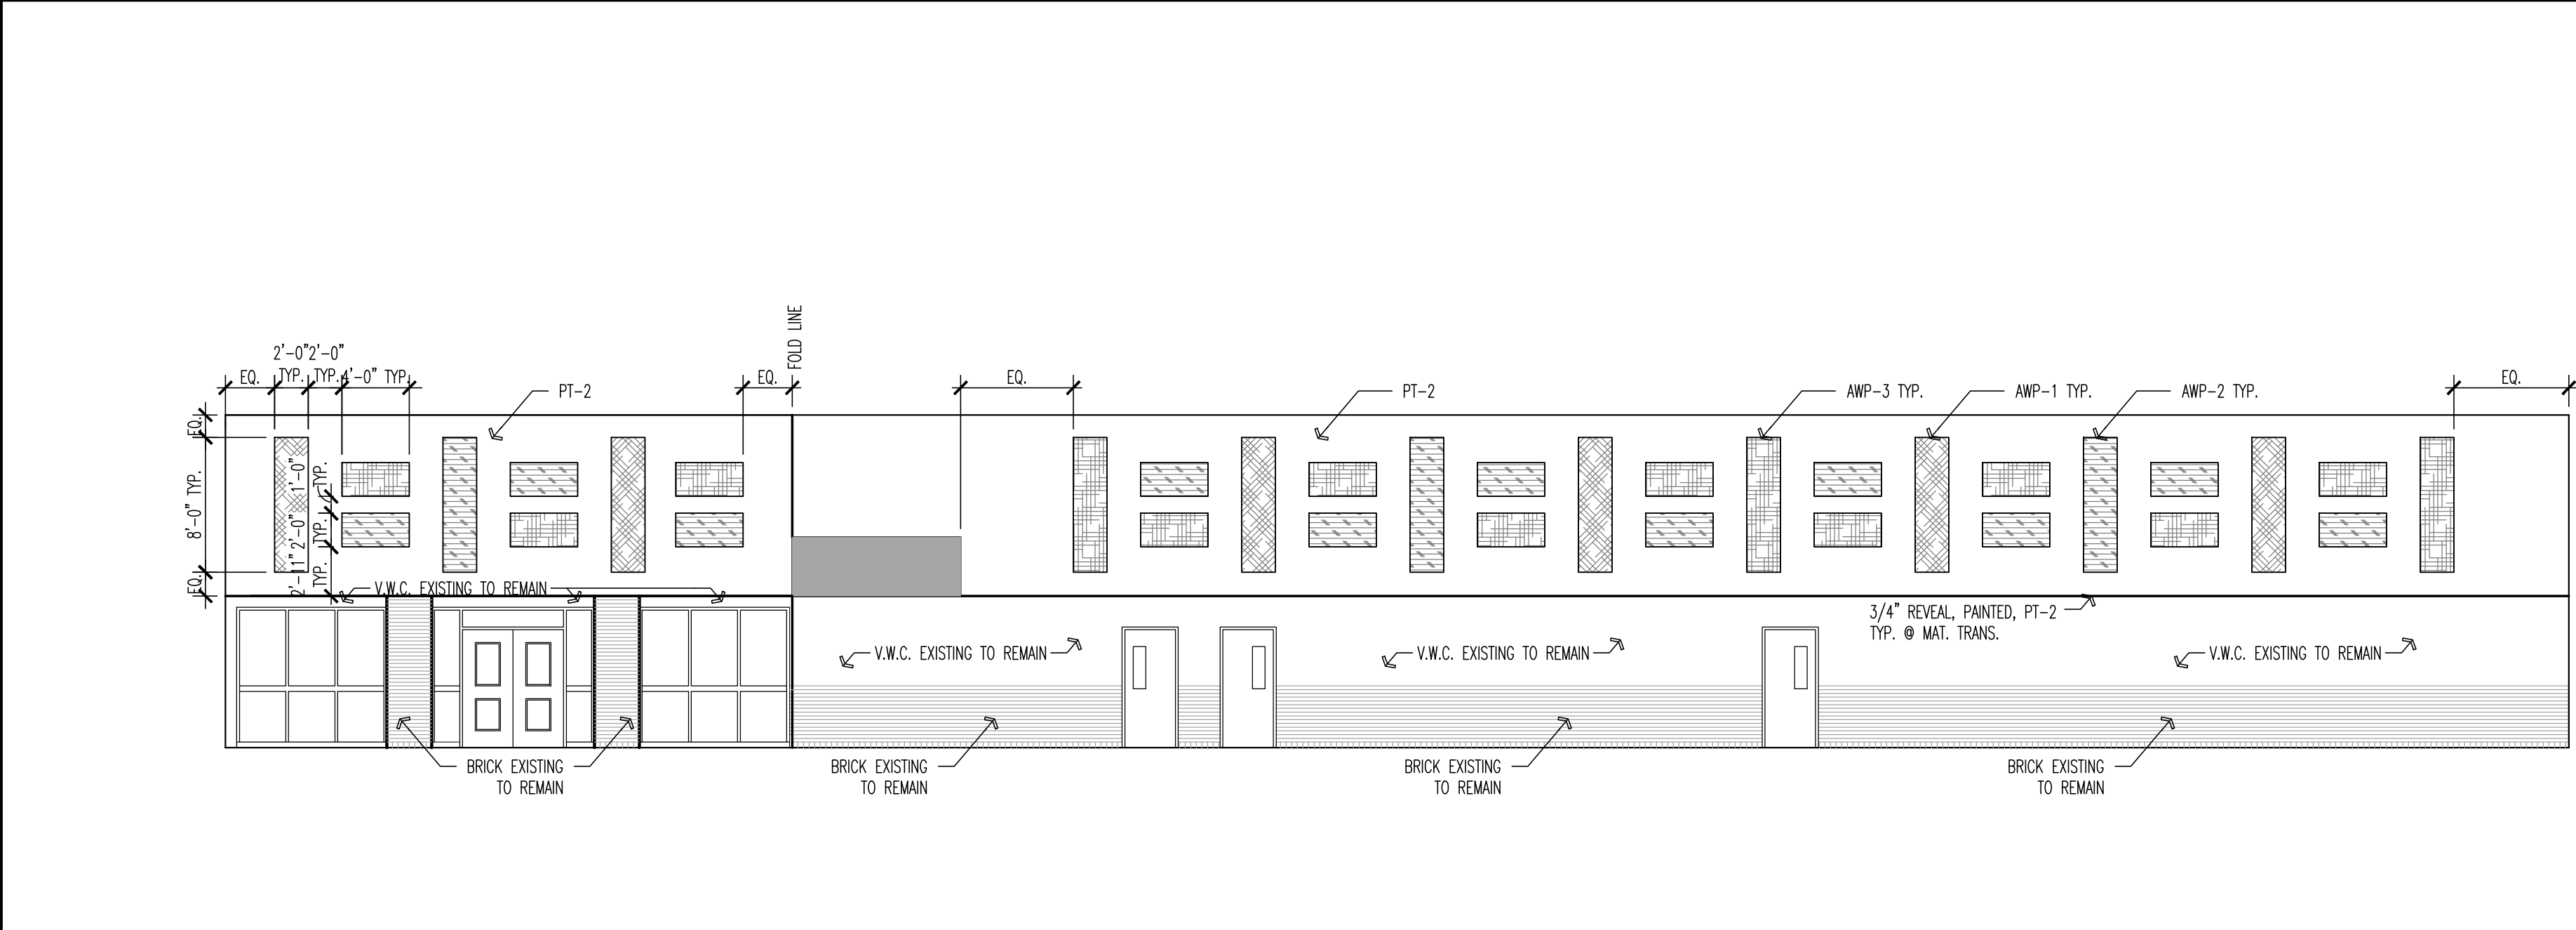 FOLD LINE
2'-0" 2'-0"
EQ. TYP. TYP. 4'-0" TYP. EQ. EQ. EQ.
PT-2 PT-2 AWP-3 TYP. AWP-1 TYP. AWP-2 TYP.
EQ.
8'-0" TYP.
EQ.
1'-0"
TYP.
2'-0"
TYP.
2'-11"
TYP.
V.W.C. EXISTING TO REMAIN
3/4" REVEAL, PAINTED, PT-2
TYP. @ MAT. TRANS.
V.W.C. EXISTING TO REMAIN V.W.C. EXISTING TO REMAIN V.W.C. EXISTING TO REMAIN
BRICK EXISTING
TO REMAIN
BRICK EXISTING
TO REMAIN
BRICK EXISTING
TO REMAIN
BRICK EXISTING
TO REMAIN